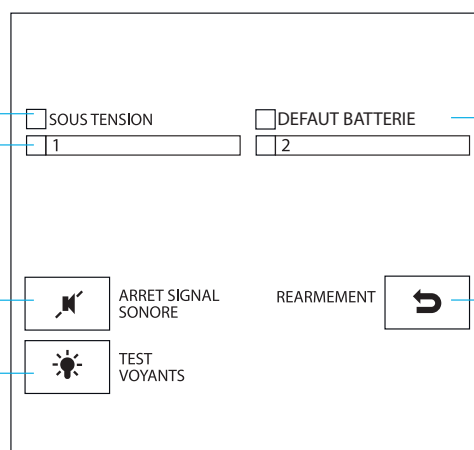 SOUS TENSION
DEFAUT BATTERIE
1
2
ARRET SIGNAL
SONORE
REARMEMENT
TEST
VOYANTS